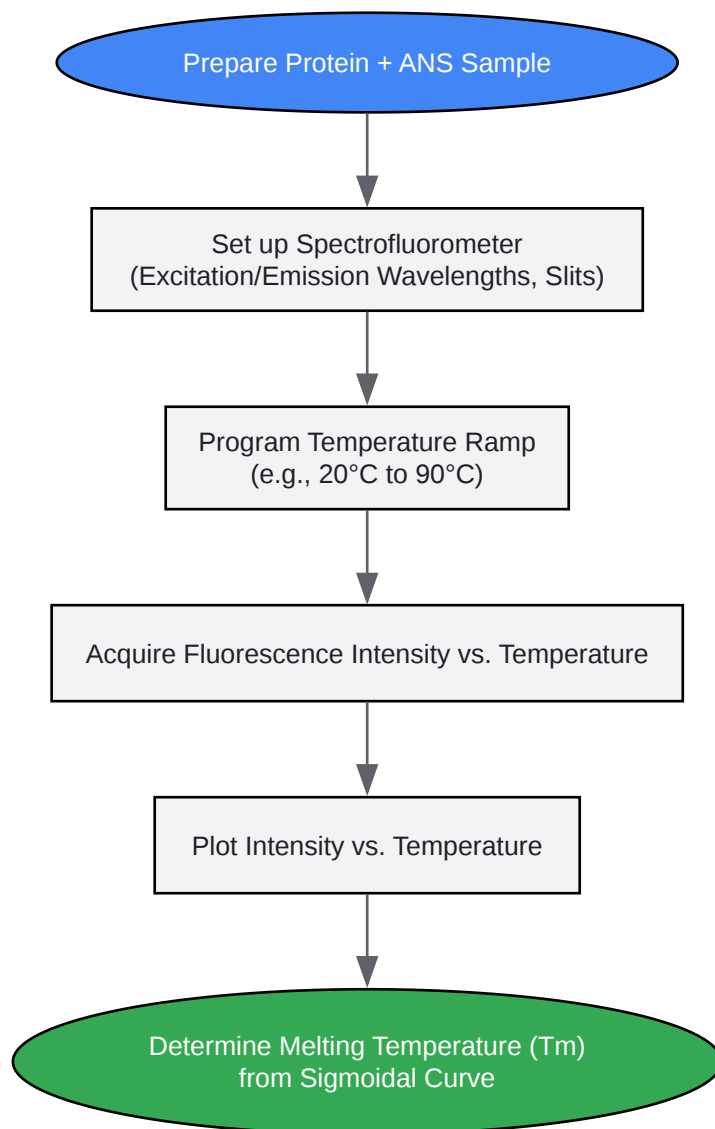 Prepare Protein + ANS Sample
Set up Spectrofluorometer
(Excitation/Emission Wavelengths, Slits)
Program Temperature Ramp
(e.g., 20°C to 90°C)
Acquire Fluorescence Intensity vs. Temperature
Plot Intensity vs. Temperature
Determine Melting Temperature (Tm)
from Sigmoidal Curve